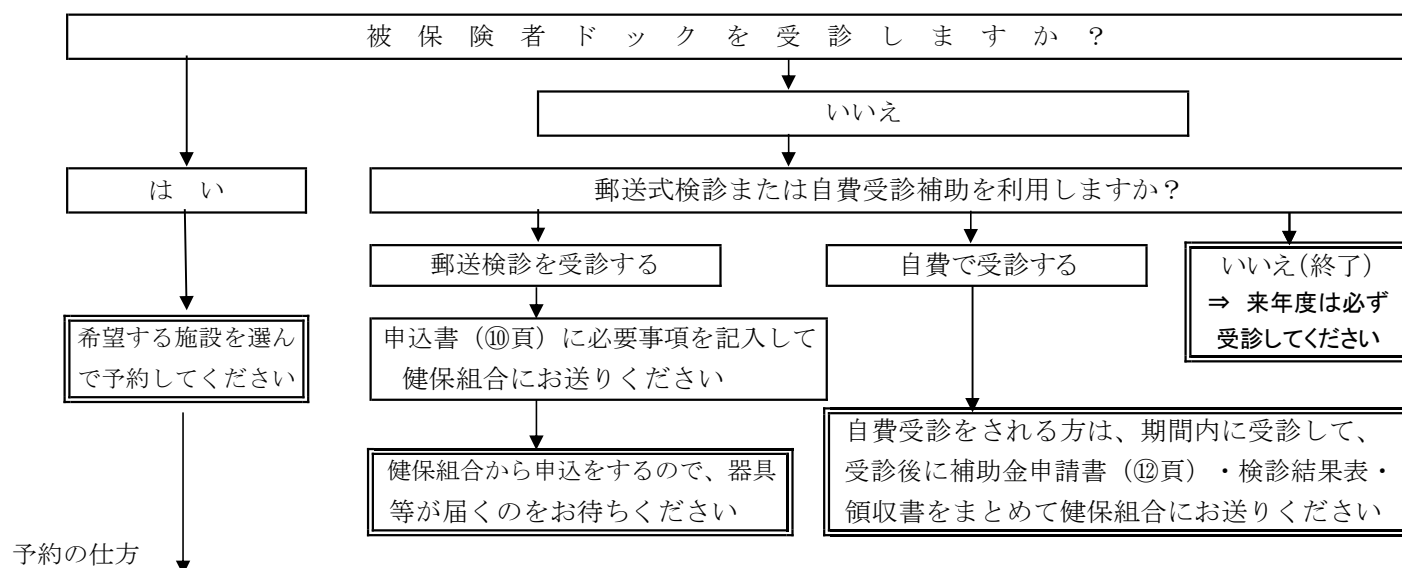 被保険者ドックを受診しますか？
いいえ
はい
郵送式検診または自費受診補助を利用しますか？
郵送検診を受診する
自費で受診する
いいえ(終了)
⇒ 来年度は必ず
受診してください
希望する施設を選ん
で予約してください
申込書（⑩頁）に必要事項を記入して
健保組合にお送りください
自費受診をされる方は、期間内に受診して、
受診後に補助金申請書（⑫頁）・検診結果表・
領収書をまとめて健保組合にお送りください
健保組合から申込をするので、器具
等が届くのをお待ちください
予約の仕方